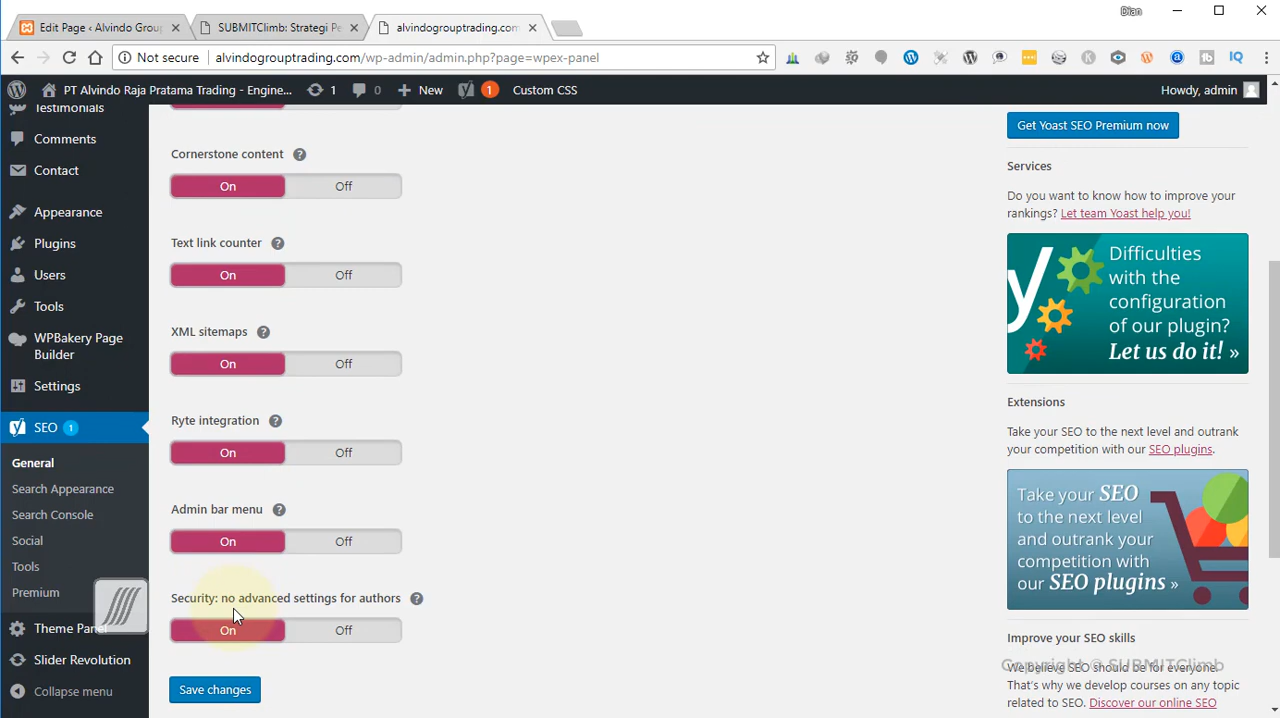 Dian
Edit Page ‹ Alvindo Grou
SUBMITClimb: Strategi Pe
alvindogrouptrading.com
Not secure
alvindogrouptrading.com/wp-admin/admin.php?page=wpex-panel
PT Alvindo Raja Pratama Trading - Engine...
1
0
New
1
Custom CSS
Howdy, admin
Testimonials
Comments
Contact
Appearance
Plugins
Users
Tools
WPBakery Page
Builder
Settings
SEO 1
General
Search Appearance
Search Console
Social
Tools
Premium
Theme Panel
Slider Revolution
Collapse menu
Cornerstone content ?
On Off
Text link counter ?
On Off
XML sitemaps ?
On Off
Ryte integration ?
On Off
Admin bar menu ?
On Off
Security: no advanced settings for authors ?
On Off
Save changes
Get Yoast SEO Premium now
Services
Do you want to know how to improve your
rankings? Let team Yoast help you!
Difficulties
with the
configuration
of our plugin?
Let us do it! »
Extensions
Take your SEO to the next level and outrank
your competition with our SEO plugins.
Take your SEO
to the next level
and outrank
your competition
with our
SEO plugins »
Improve your SEO skills
Copyright © SUBMITClimb
We believe SEO should be for everyone.
That's why we develop courses on any topic
related to SEO. Discover our online SEO